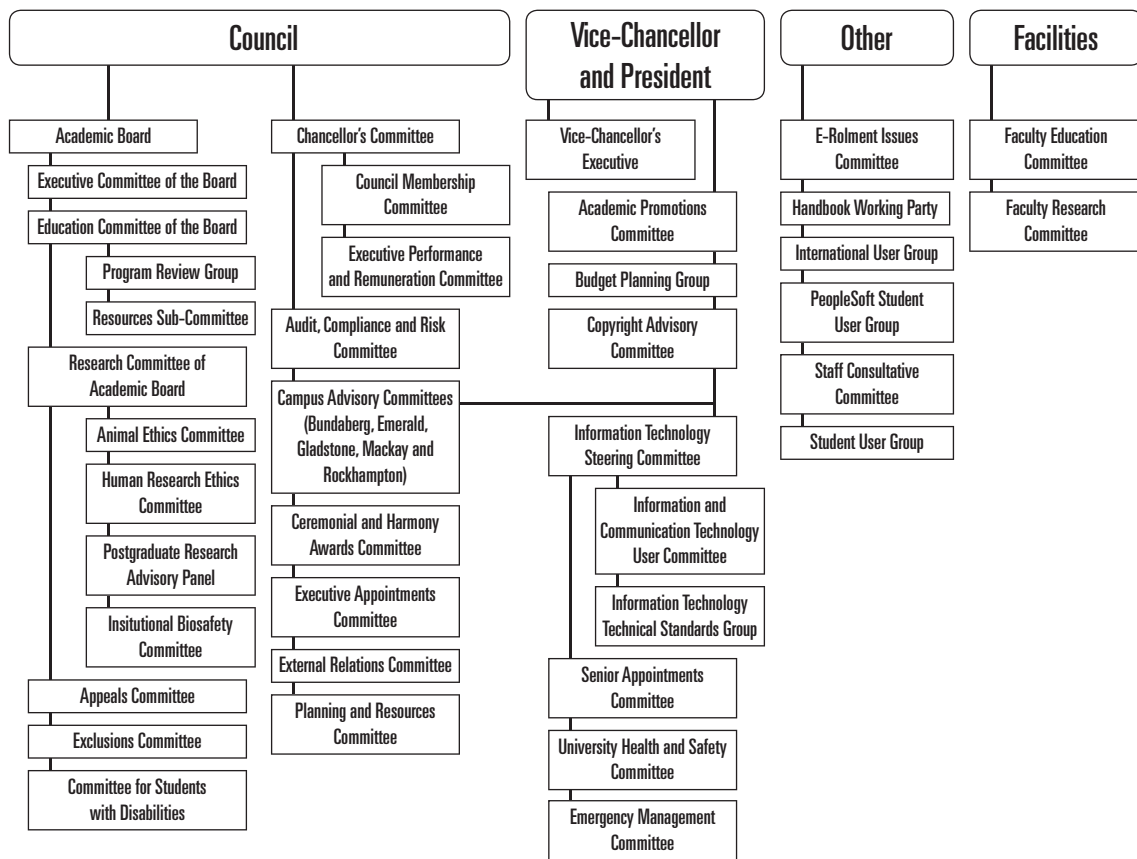 Council
Academic Board
Executive Committee of the Board
Education Committee of the Board
Program Review Group
Resources Sub-Committee
Research Committee of
Academic Board
Animal Ethics Committee
Human Research Ethics
Committee
Postgraduate Research
Advisory Panel
Insitutional Biosafety
Committee
Appeals Committee
Exclusions Committee
Committee for Students
with Disabilities
Chancellor's Committee
Council Membership
Committee
Executive Performance
and Remuneration Committee
Audit, Compliance and Risk
Committee
Campus Advisory Committees
(Bundaberg, Emerald,
Gladstone, Mackay and
Rockhampton)
Ceremonial and Harmony
Awards Committee
Executive Appointments
Committee
External Relations Committee
Planning and Resources
Committee
Vice-Chancellor
and President
Vice-Chancellor's
Executive
Academic Promotions
Committee
Budget Planning Group
Copyright Advisory
Committee
Information Technology
Steering Committee
Information and
Communication Technology
User Committee
Information Technology
Technical Standards Group
Senior Appointments
Committee
University Health and Safety
Committee
Emergency Management
Committee
Other
E-Rolment Issues
Committee
Handbook Working Party
International User Group
PeopleSoft Student
User Group
Staff Consultative
Committee
Student User Group
Facilities
Faculty Education
Committee
Faculty Research
Committee